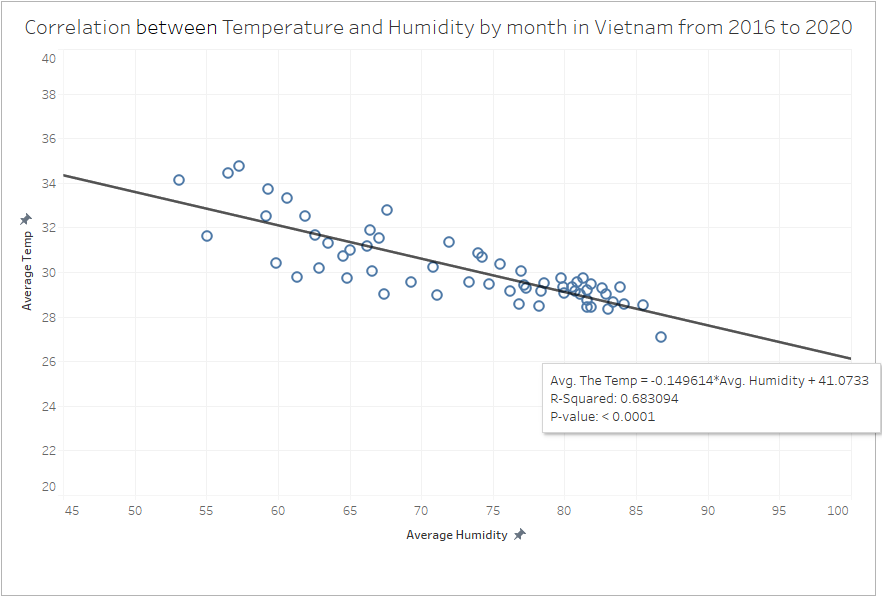 Correlation between Temperature and Humidity by month in Vietnam from 2016 to 2020
40
38
36
34
32
30
28
26
24
22
20
Average Temp
Avg. The Temp = -0.149614*Avg. Humidity + 41.0733
R-Squared: 0.683094
P-value: < 0.0001
45 50 55 60 65 70 75 80 85 90 95 100
Average Humidity